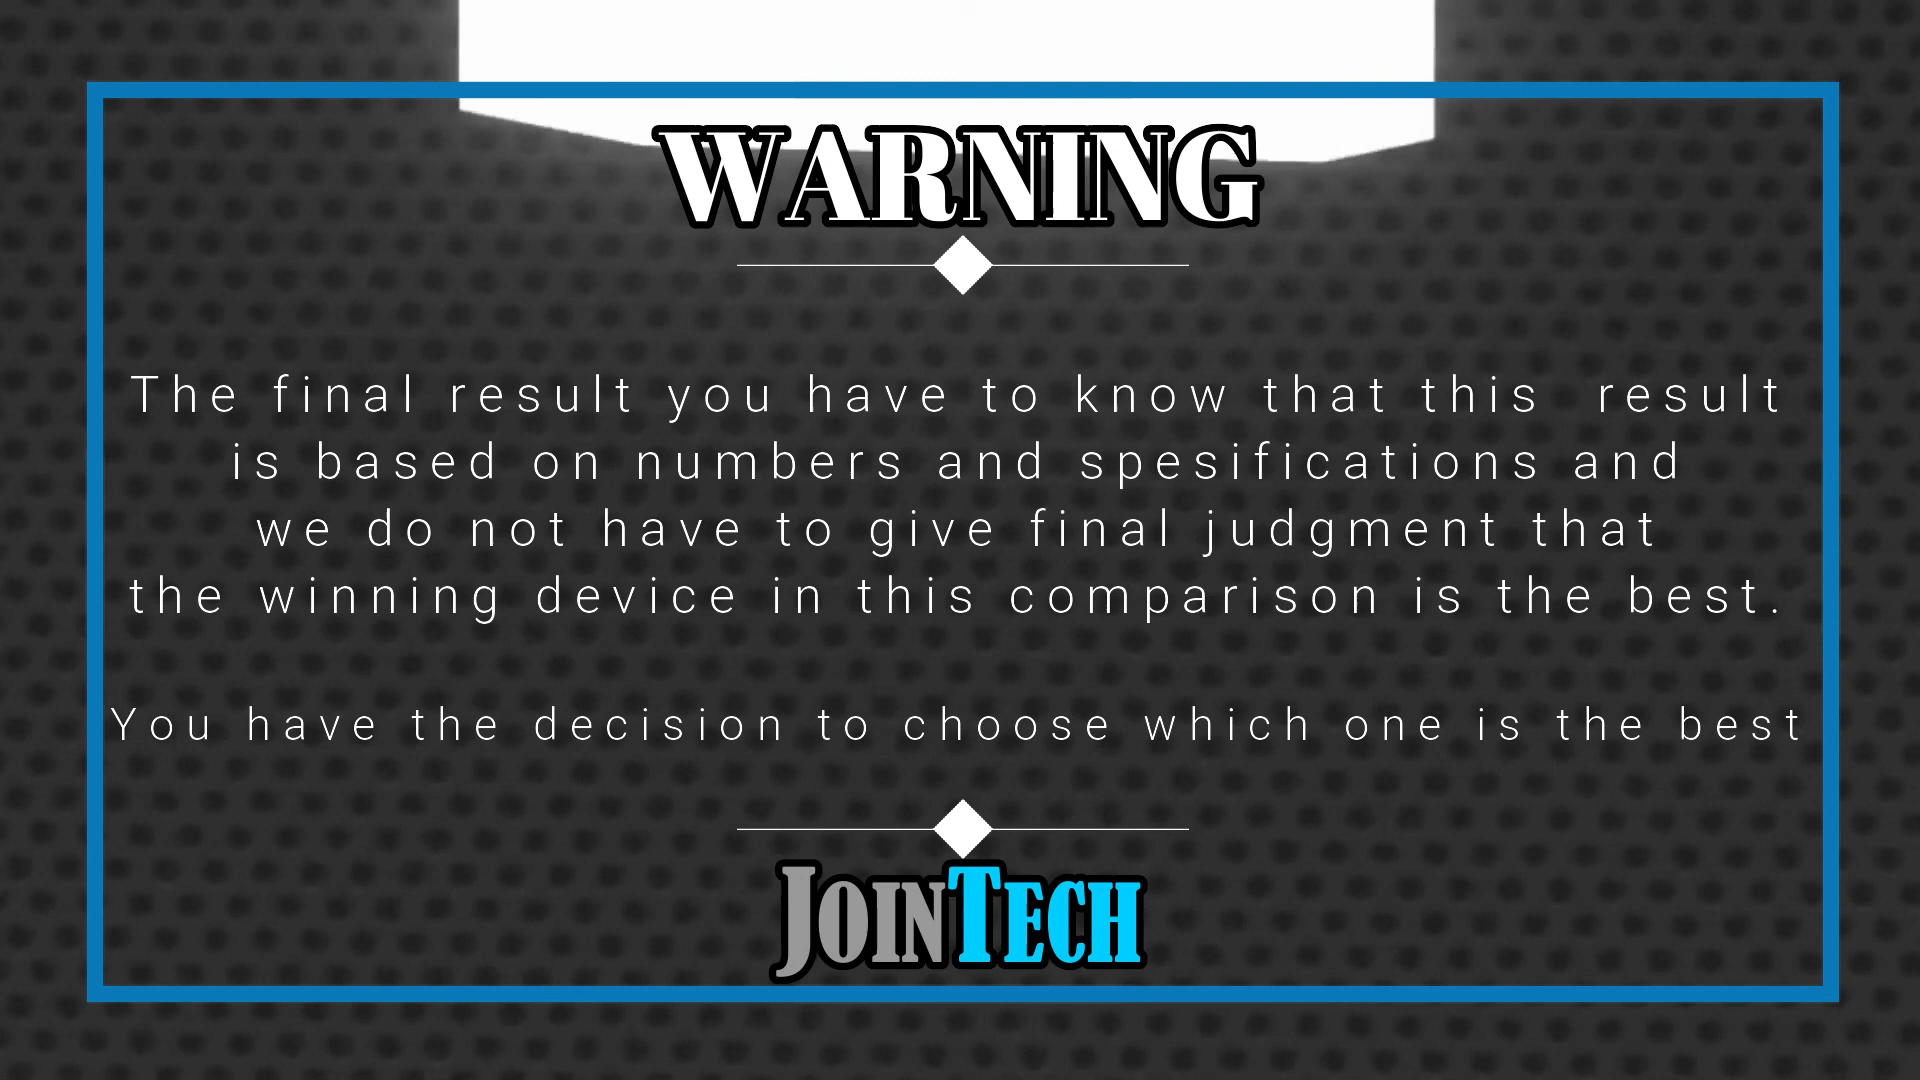 WARNING
The final result you have to know that this result
is based on numbers and spesifications and
we do not have to give final judgment that
the winning device in this comparison is the best.
You have the decision to choose which one is the best
JOINTECH